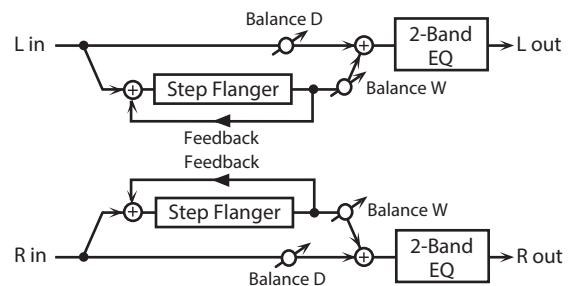 Balance D
L in
2-Band
EQ
L out
Step Flanger
Balance W
Feedback
Feedback
Step Flanger
Balance W
R in
2-Band
EQ
R out
Balance D